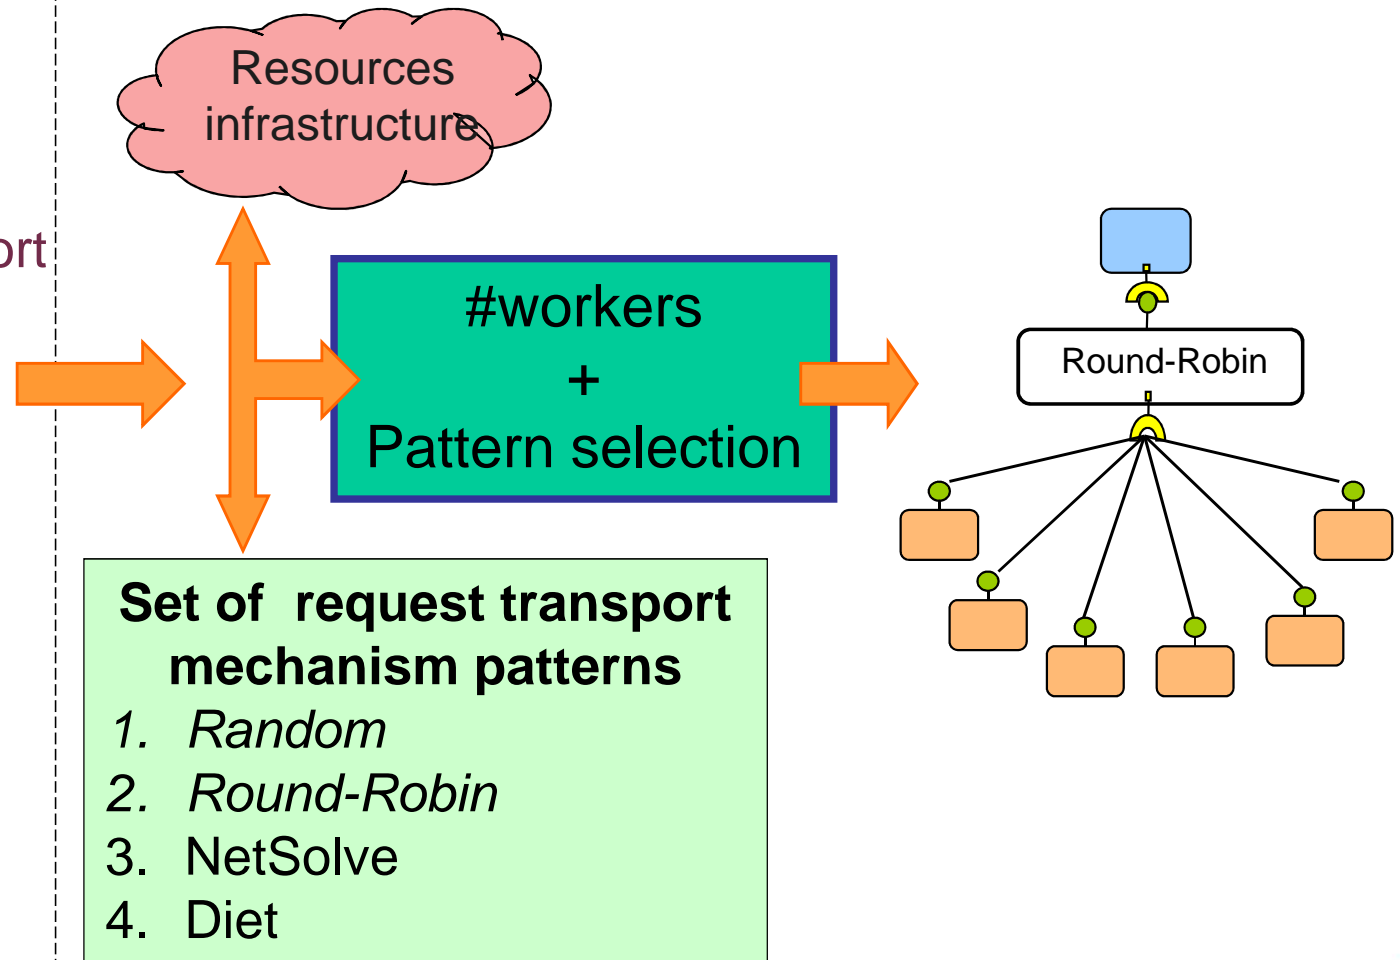 Resources
infrastructure
ort
#workers
+
Pattern selection
Round-Robin
Set of request transport
mechanism patterns
1. Random
2. Round-Robin
3. NetSolve
4. Diet